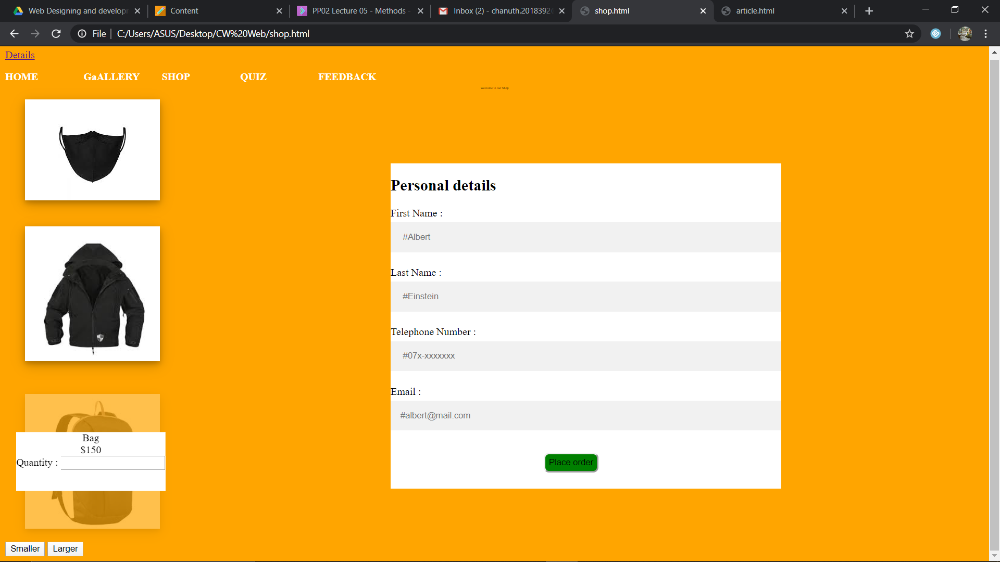 Web Designing and develop
Content
PP02 Lecture 05 - Methods -
Inbox (2) - chanuth.2018392
shop.html
article.html
File
C:/Users/ASUS/Desktop/CW%20Web/shop.html
Details
HOME GaALLERY SHOP QUIZ FEEDBACK
Welcome to our Shop
Personal details
First Name :
#Albert
Last Name :
#Einstein
Telephone Number :
#07x-xxxxxxx
Email :
#albert@mail.com
Place order
Bag
$150
Quantity :
Smaller Larger